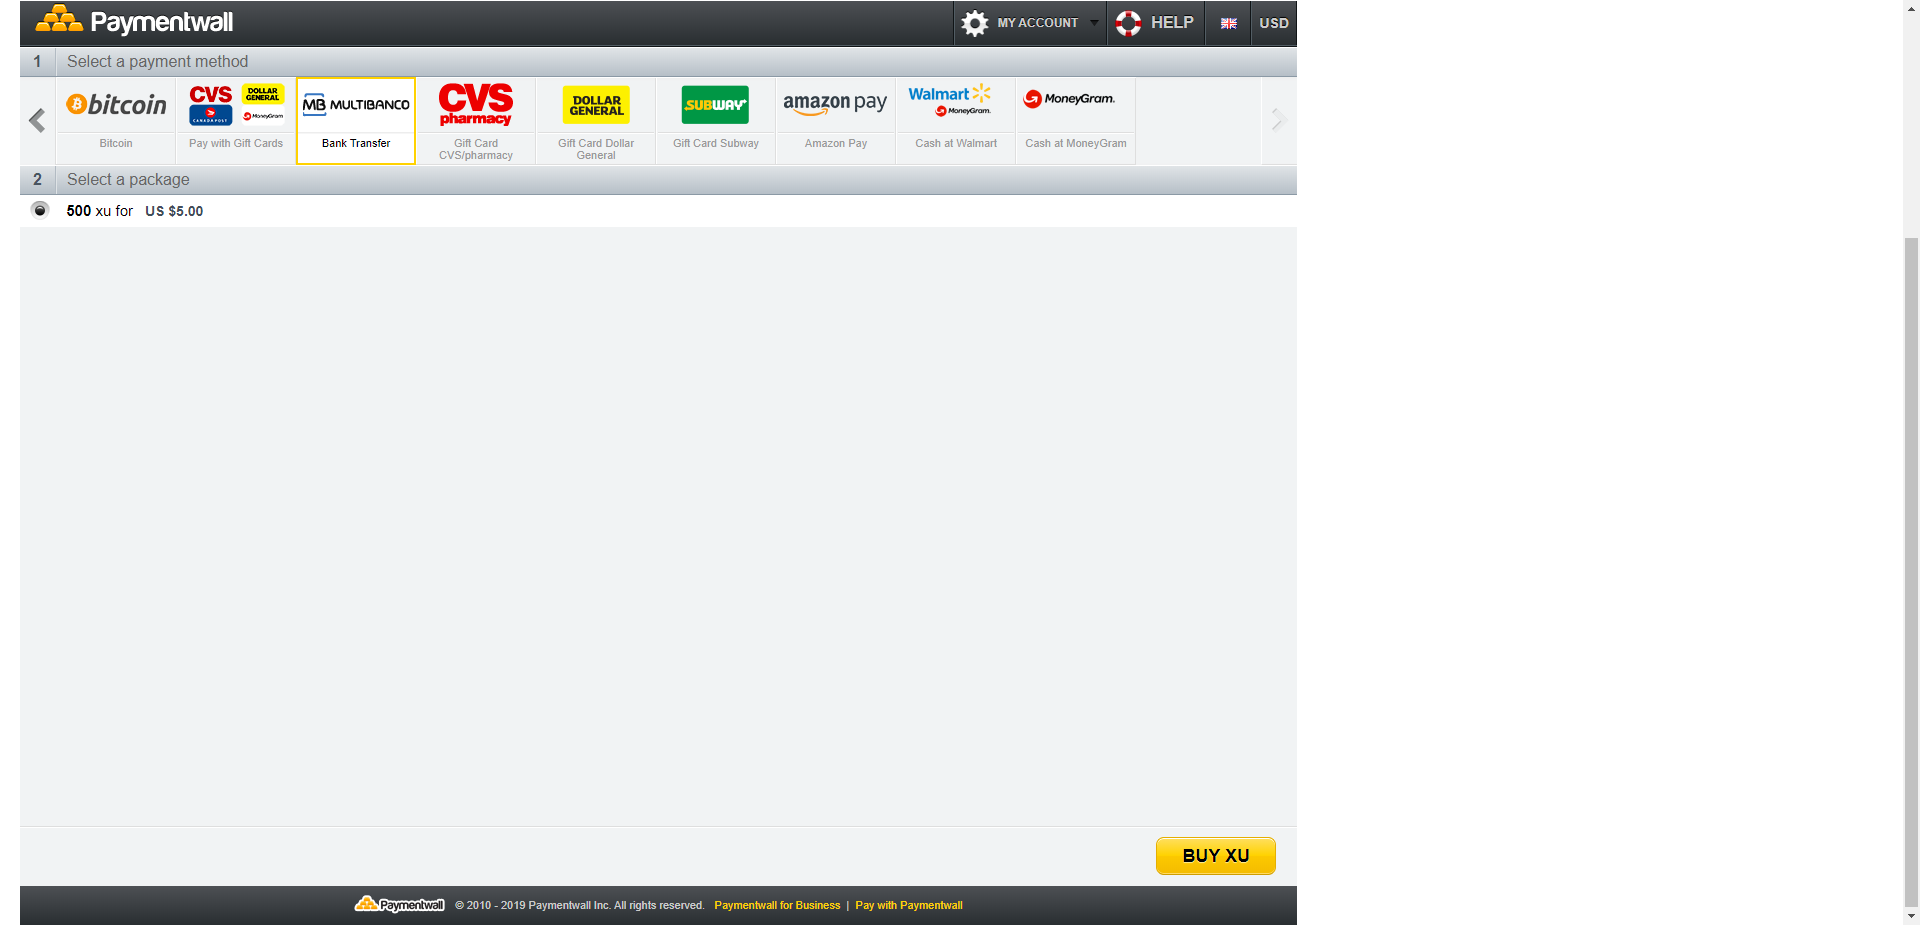 Paymentwall
MY ACCOUNT
HELP
USD
1 Select a payment method
bitcoin
CVS
DOLLAR GENERAL
CANADA POST
MoneyGram
MB MULTIBANCO
CVS pharmacy
DOLLAR GENERAL
SUBWAY
amazon pay
Walmart
MoneyGram.
MoneyGram.
Bitcoin
Pay with Gift Cards
Bank Transfer
Gift Card CVS/pharmacy
Gift Card Dollar General
Gift Card Subway
Amazon Pay
Cash at Walmart
Cash at MoneyGram
2 Select a package
500 xu for US $5.00
BUY XU
Paymentwall © 2010 - 2019 Paymentwall Inc. All rights reserved. Paymentwall for Business | Pay with Paymentwall